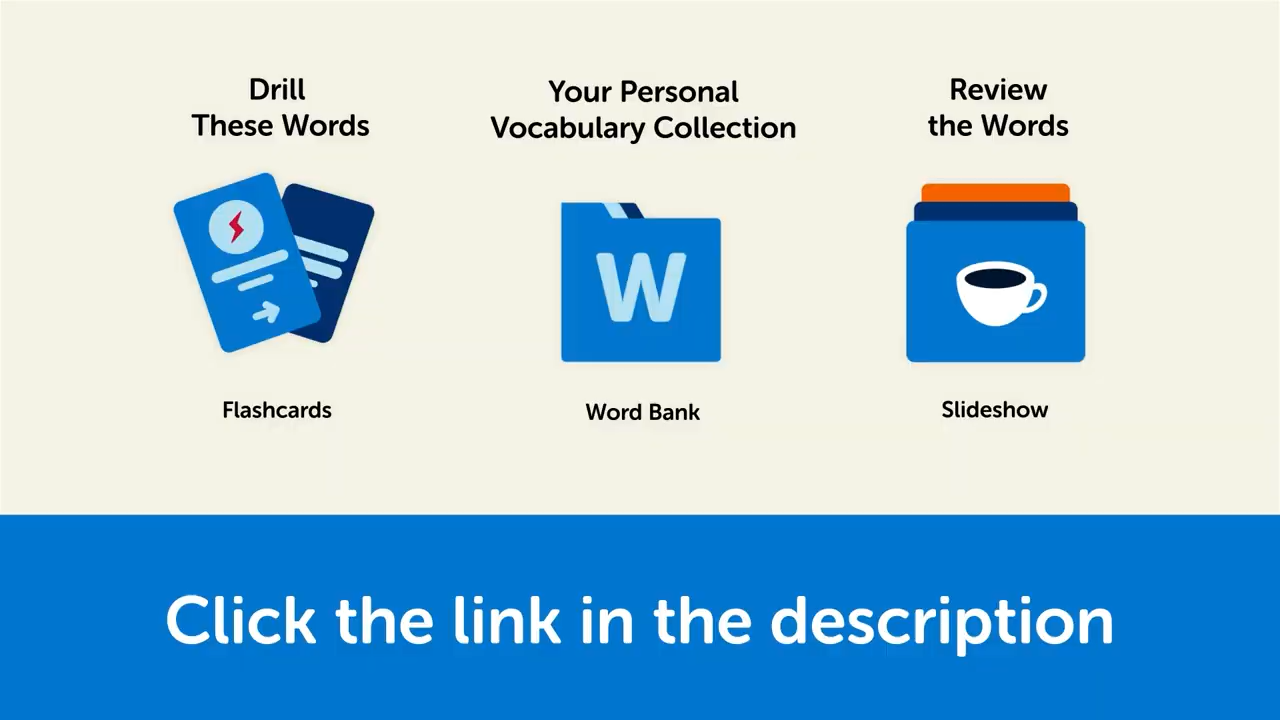 Drill
These Words
Your Personal
Vocabulary Collection
Review
the Words
W
Flashcards
Word Bank
Slideshow
Click the link in the description